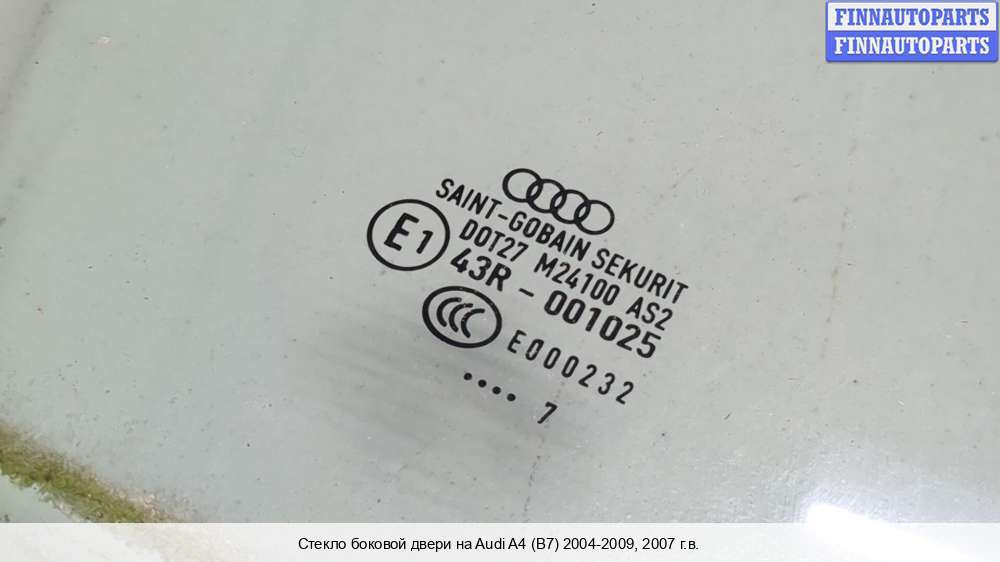 FINNAUTOPARTS
FINNAUTOPARTS
SAINT-GOBAIN SEKURIT
DOT27 M24100 AS2
E1
43R - 001025
CCC
E000232
.... 7
Стекло боковой двери на Audi A4 (B7) 2004-2009, 2007 г.в.